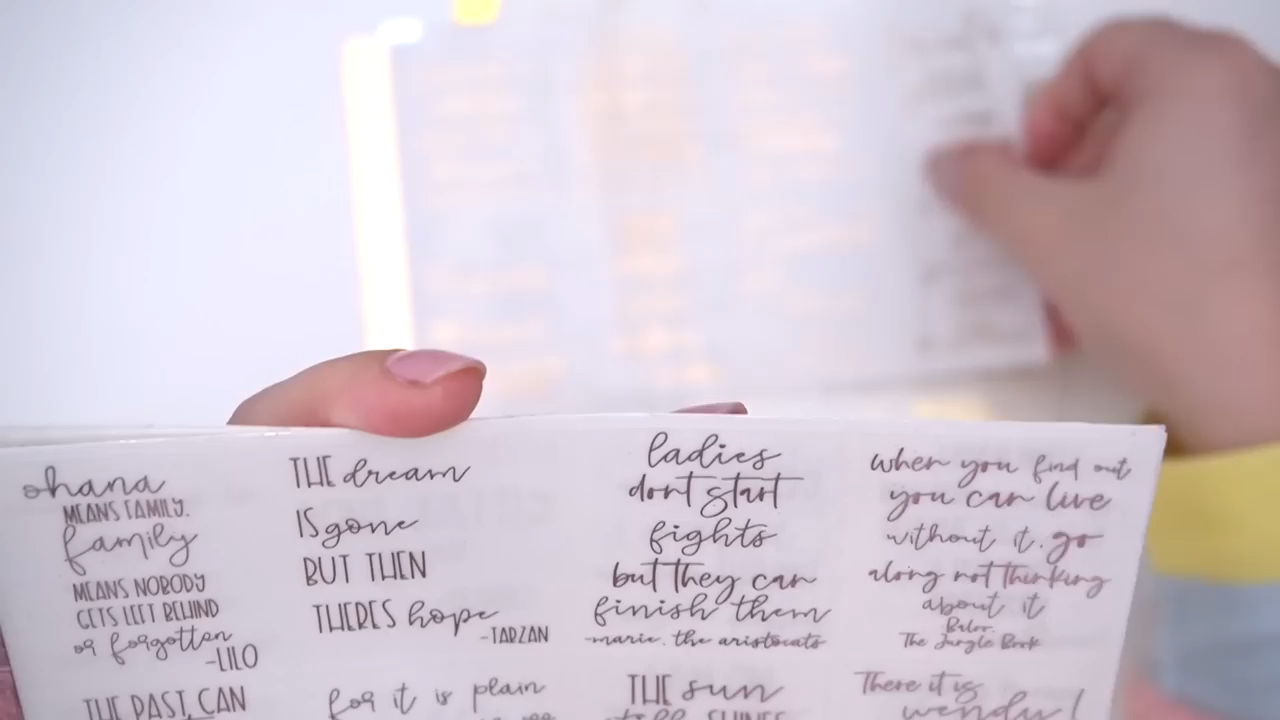 ohana
MEANS FAMILY.
family
MEANS NOBODY
GETS LEFT BEHIND
or forgotten
-LILO
THE dream
IS gone
BUT THEN
THERES hope
-TARZAN
ladies
don't start
fights
but they can
finish them
-marie. the aristocats
when you find out
you can live
without it. go
along not thinking
about it
Baloo
The Jungle Book
THE PAST CAN
for it is plain
THE sun
SHINES
There it is
wendy!